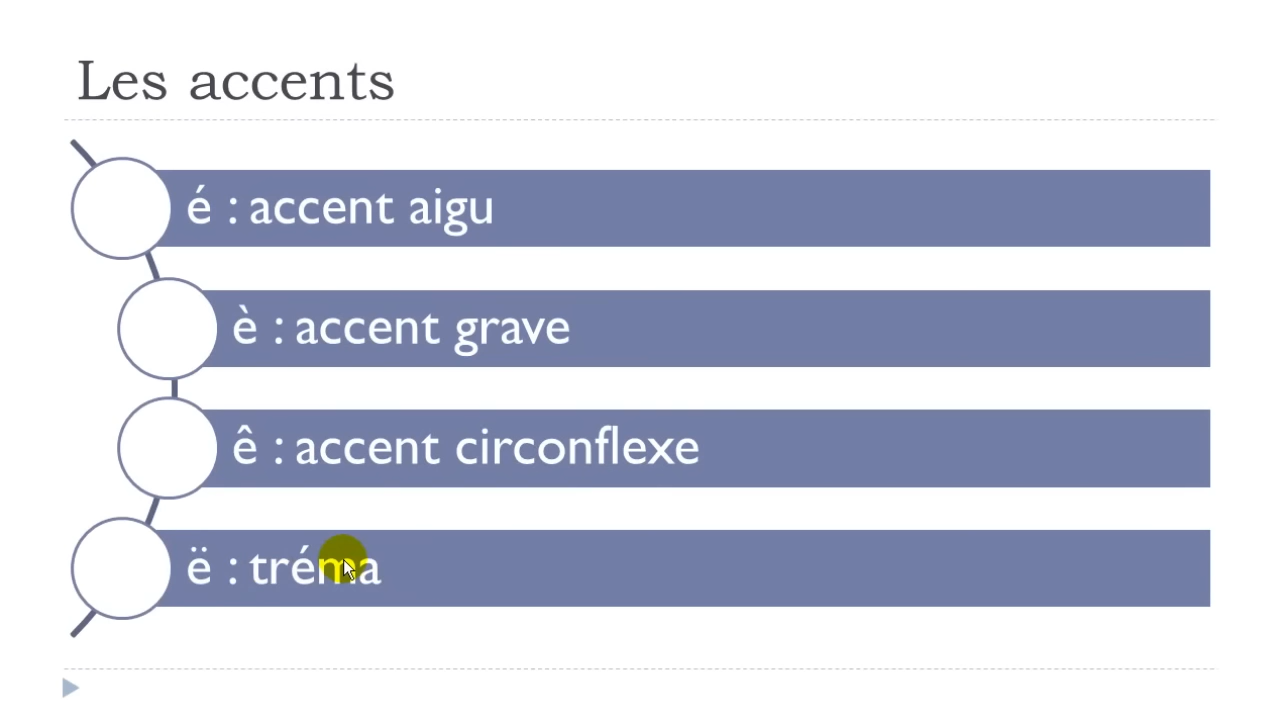 Les accents
é : accent aigu
è : accent grave
ê : accent circonflexe
ë : tréma